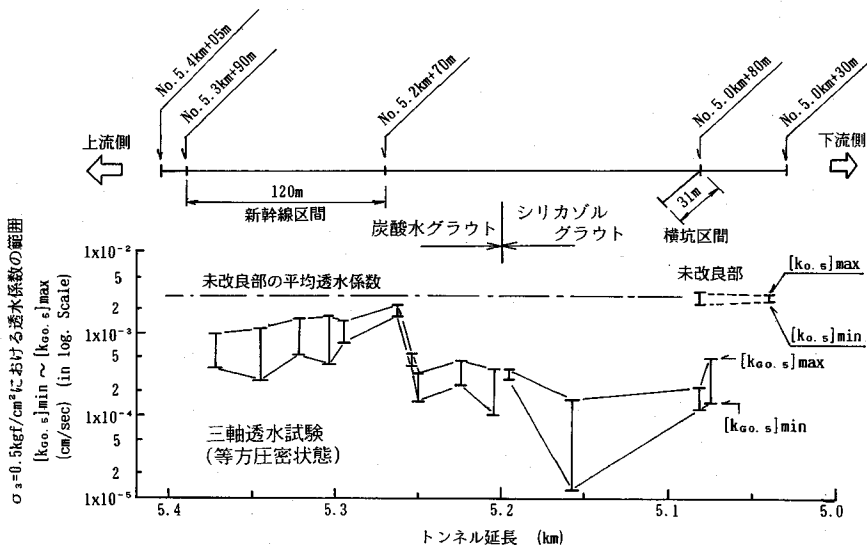 No.5.4km+05m
No.5.3km+90m
No.5.2km+70m
No.5.0km+80m
No.5.0km+30m
上流側
下流側
120m
新幹線区間
31m
横坑区間
炭酸水グラウト
シリカゾル
グラウト
σ₃=0.5kgf/cm²における透水係数の範囲
[kG0.5]min ～ [kG0.5]max
(cm/sec) (in log. Scale)
1x10⁻²
5
2
1x10⁻³
5
2
1x10⁻⁴
5
2
1x10⁻⁵
未改良部の平均透水係数
未改良部
[k0.5]max
[k0.5]min
[kG0.5]max
[kG0.5]min
三軸透水試験
(等方圧密状態)
5.4
5.3
5.2
5.1
5.0
トンネル延長 (km)